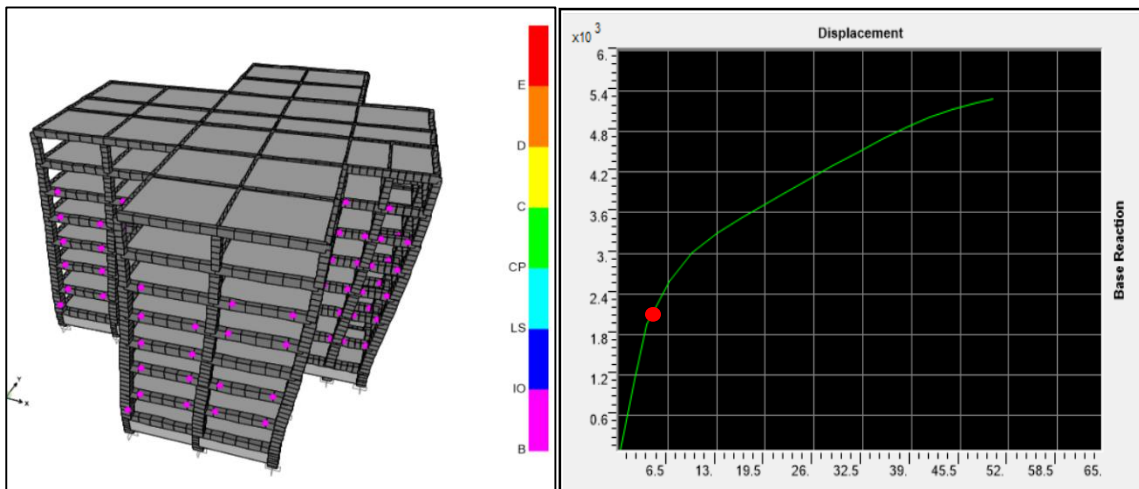 E
D
C
CP
LS
IO
B
Y
X
Displacement
x10 3
6.
5.4
4.8
4.2
3.6
3.
2.4
1.8
1.2
0.6
6.5 13. 19.5 26. 32.5 39. 45.5 52. 58.5 65.
Base Reaction